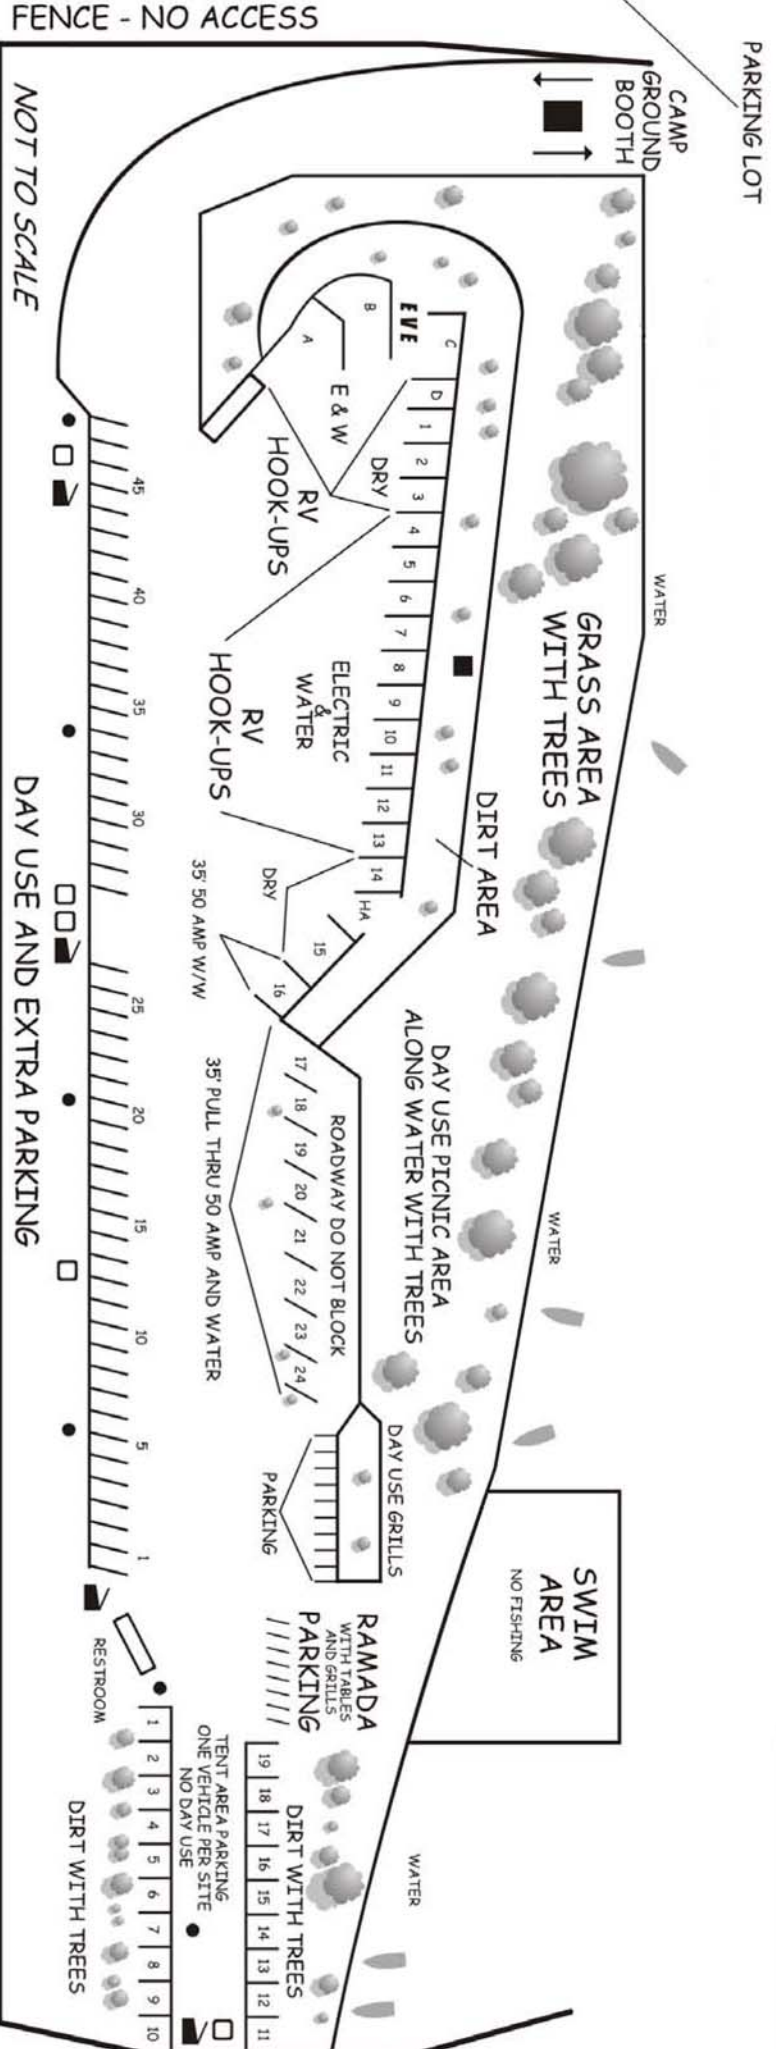 FENCE - NO ACCESS
PARKING LOT
CAMP
GROUND
BOOTH
NOT TO SCALE
EVE
A
B
C
D
E & W
DRY
RV
HOOK-UPS
1
2
3
4
5
6
7
8
9
10
11
12
13
14
HA
15
16
ELECTRIC
&
WATER
RV
HOOK-UPS
DRY
35' 50 AMP W/W
WATER
GRASS AREA
WITH TREES
DIRT AREA
DAY USE PICNIC AREA
ALONG WATER WITH TREES
WATER
17
18
19
20
21
22
23
24
ROADWAY DO NOT BLOCK
35' PULL THRU 50 AMP AND WATER
45
40
35
30
25
20
15
10
5
1
DAY USE AND EXTRA PARKING
DAY USE GRILLS
PARKING
SWIM
AREA
NO FISHING
RAMADA
WITH TABLES
AND GRILLS
PARKING
RESTROOM
TENT AREA PARKING
ONE VEHICLE PER SITE
NO DAY USE
19
18
17
16
15
14
13
12
11
DIRT WITH TREES
WATER
1
2
3
4
5
6
7
8
9
10
DIRT WITH TREES